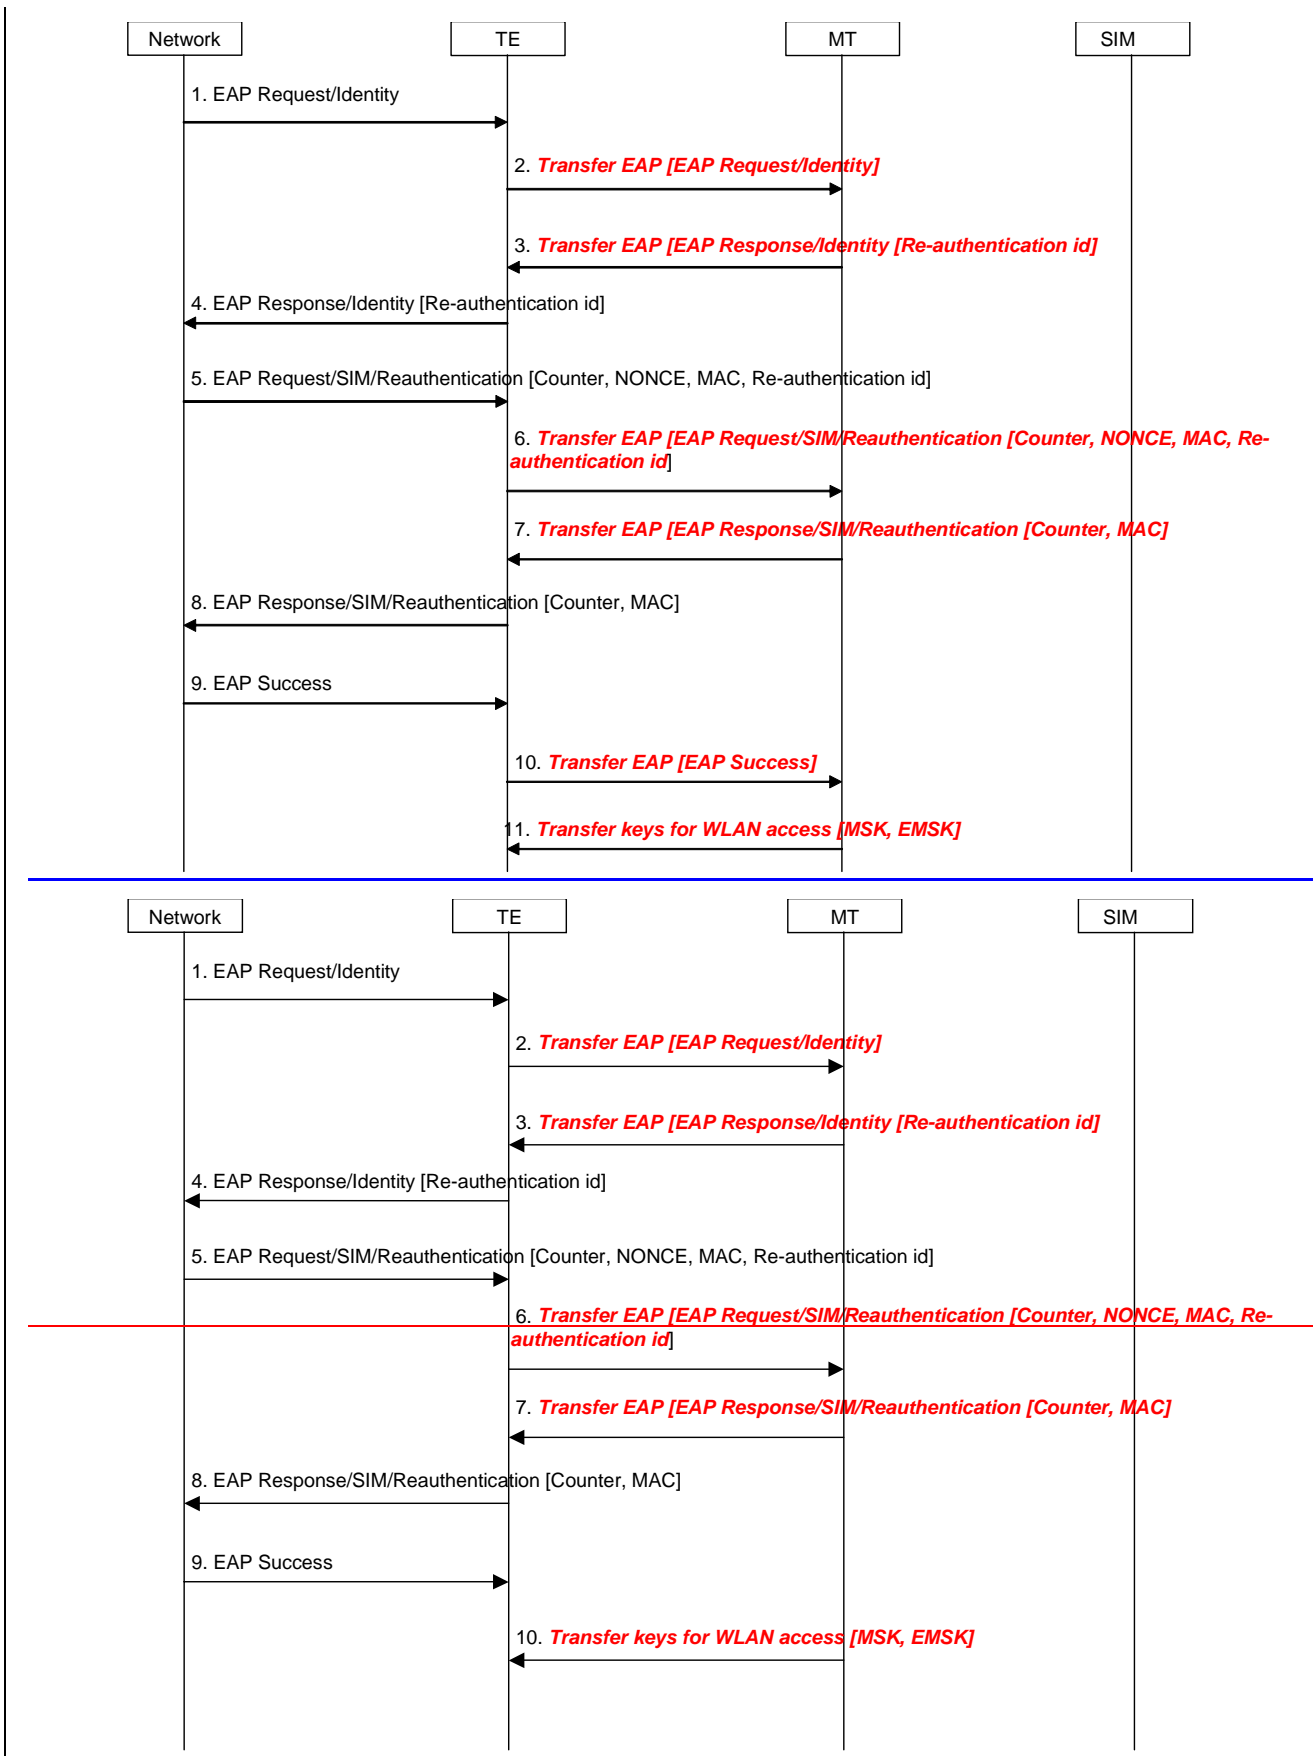 Network TE MT SIM
1. EAP Request/Identity
2. Transfer EAP [EAP Request/Identity]
3. Transfer EAP [EAP Response/Identity [Re-authentication id]
4. EAP Response/Identity [Re-authentication id]
5. EAP Request/SIM/Reauthentication [Counter, NONCE, MAC, Re-authentication id]
6. Transfer EAP [EAP Request/SIM/Reauthentication [Counter, NONCE, MAC, Re-
authentication id]
7. Transfer EAP [EAP Response/SIM/Reauthentication [Counter, MAC]
8. EAP Response/SIM/Reauthentication [Counter, MAC]
9. EAP Success
10. Transfer EAP [EAP Success]
11. Transfer keys for WLAN access [MSK, EMSK]
Network TE MT SIM
1. EAP Request/Identity
2. Transfer EAP [EAP Request/Identity]
3. Transfer EAP [EAP Response/Identity [Re-authentication id]
4. EAP Response/Identity [Re-authentication id]
5. EAP Request/SIM/Reauthentication [Counter, NONCE, MAC, Re-authentication id]
6. Transfer EAP [EAP Request/SIM/Reauthentication [Counter, NONCE, MAC, Re-
authentication id]
7. Transfer EAP [EAP Response/SIM/Reauthentication [Counter, MAC]
8. EAP Response/SIM/Reauthentication [Counter, MAC]
9. EAP Success
10. Transfer keys for WLAN access [MSK, EMSK]